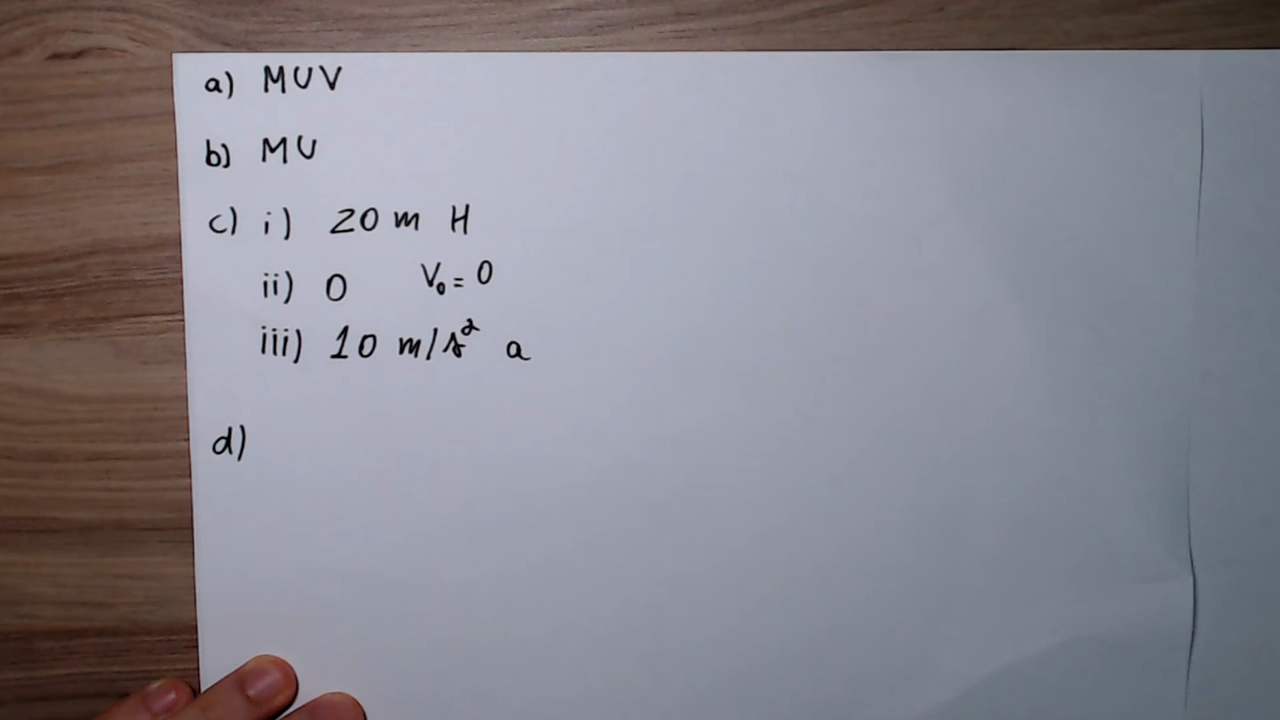 a) MUV
b) MU
c) i) 20 m H
ii) 0 V₀ = 0
iii) 10 m/s² a
d)